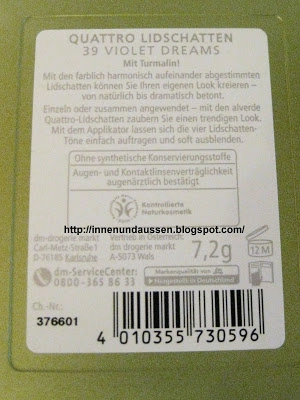 QUATTRO LIDSCHATTEN
39 VIOLET DREAMS
Mit Turmalin!
Mit den farblich harmonisch aufeinander abgestimmten
Lidschatten können Sie Ihren eigenen Look kreieren –
von natürlich bis dramatisch betont.
Einzeln oder zusammen angewendet – mit den alverde
Quattro-Lidschatten zaubern Sie einen trendigen Look.
Mit dem Applikator lassen sich die vier Lidschatten-
Töne einfach auftragen und soft ausblenden.
Ohne synthetische Konservierungsstoffe
Augen- und Kontaktlinsenverträglichkeit
augenärztlich bestätigt
Kontrollierte
Naturkosmetik
http://innenundaussen.blogspot.com/
dm-drogerie markt
Carl-Metz-Straße 1
D-76185 Karlsruhe
Vertrieb in Österreich:
dm drogerie markt
A-5073 Wals
7,2g
12 M
dm-ServiceCenter:
0800-365 86 33
Markenqualität von dm
Hergestellt in Deutschland
Ch.-Nr.:
376601
4 010355 730596